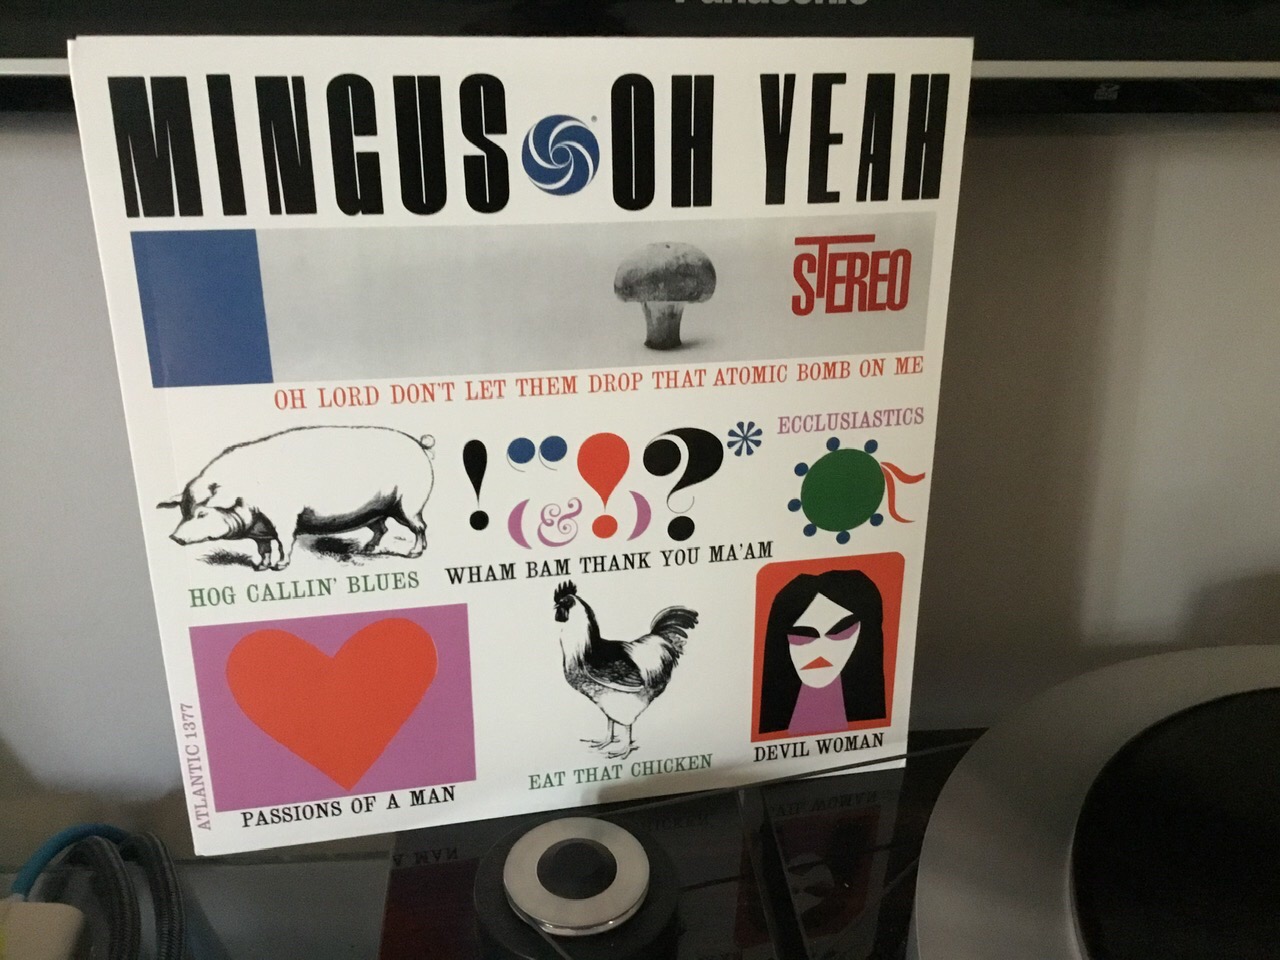 Panasonic
MINGUS OH YEAH
STEREO
OH LORD DON'T LET THEM DROP THAT ATOMIC BOMB ON ME
ECCLUSIASTICS
! “ (&!) ? *
HOG CALLIN' BLUES
WHAM BAM THANK YOU MA'AM
ATLANTIC 1377
PASSIONS OF A MAN
EAT THAT CHICKEN
DEVIL WOMAN